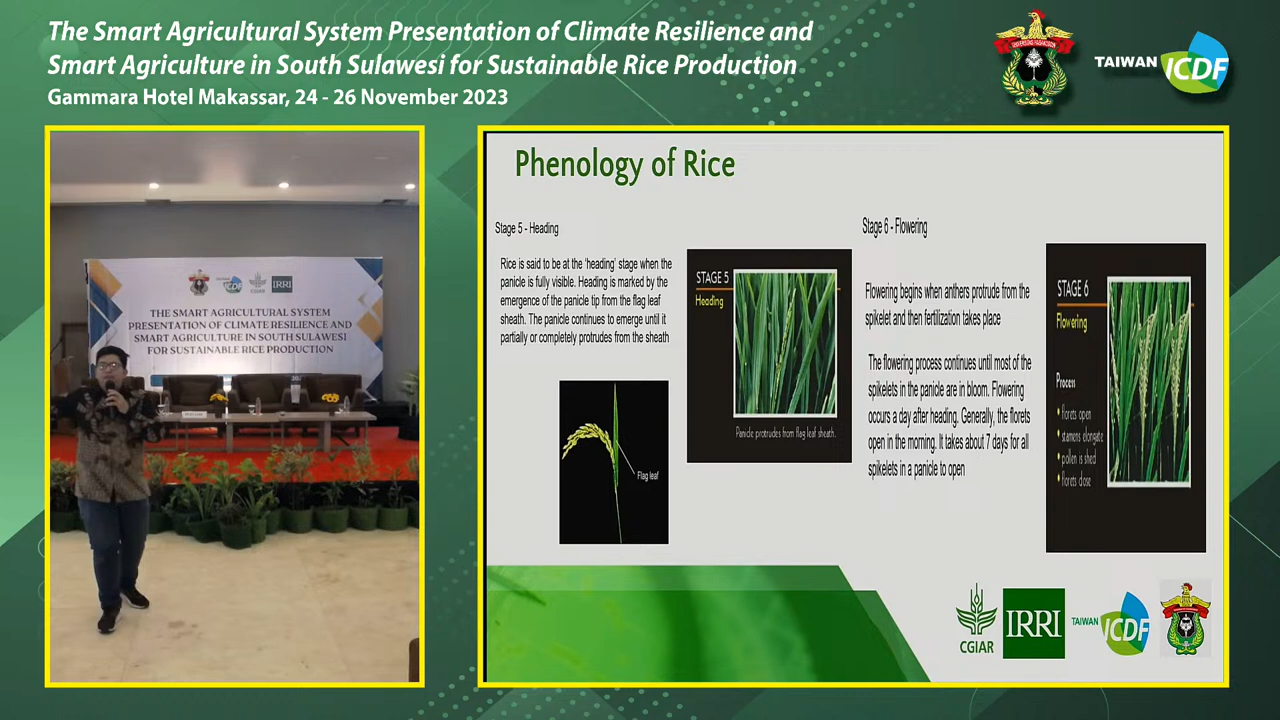 The Smart Agricultural System Presentation of Climate Resilience and
Smart Agriculture in South Sulawesi for Sustainable Rice Production
Gammara Hotel Makassar, 24 - 26 November 2023
TAIWAN ICDF
CGIAR
IRRI
THE SMART AGRICULTURAL SYSTEM
PRESENTATION OF CLIMATE RESILIENCE AND
SMART AGRICULTURE IN SOUTH SULAWESI
FOR SUSTAINABLE RICE PRODUCTION
Phenology of Rice
Stage 5 - Heading
Rice is said to be at the 'heading' stage when the
panicle is fully visible. Heading is marked by the
emergence of the panicle tip from the flag leaf
sheath. The panicle continues to emerge until it
partially or completely protrudes from the sheath
Flag leaf
STAGE 5
Heading
Panicle protrudes from flag leaf sheath.
Stage 6 - Flowering
Flowering begins when anthers protrude from the
spikelet and then fertilization takes place
The flowering process continues until most of the
spikelets in the panicle are in bloom. Flowering
occurs a day after heading. Generally, the florets
open in the morning. It takes about 7 days for all
spikelets in a panicle to open
STAGE 6
Flowering
Process
• florets open
• stamens elongate
• pollen is shed
• florets close
CGIAR
IRRI
TAIWAN ICDF